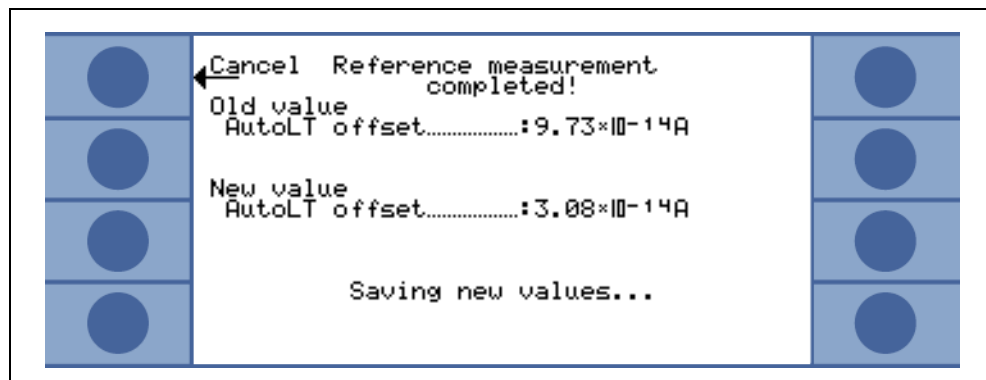 Cancel Reference measurement
completed!
Old value
AutoLT offset.................:9.73×10-14A
New value
AutoLT offset.................:3.08×10-14A
Saving new values...